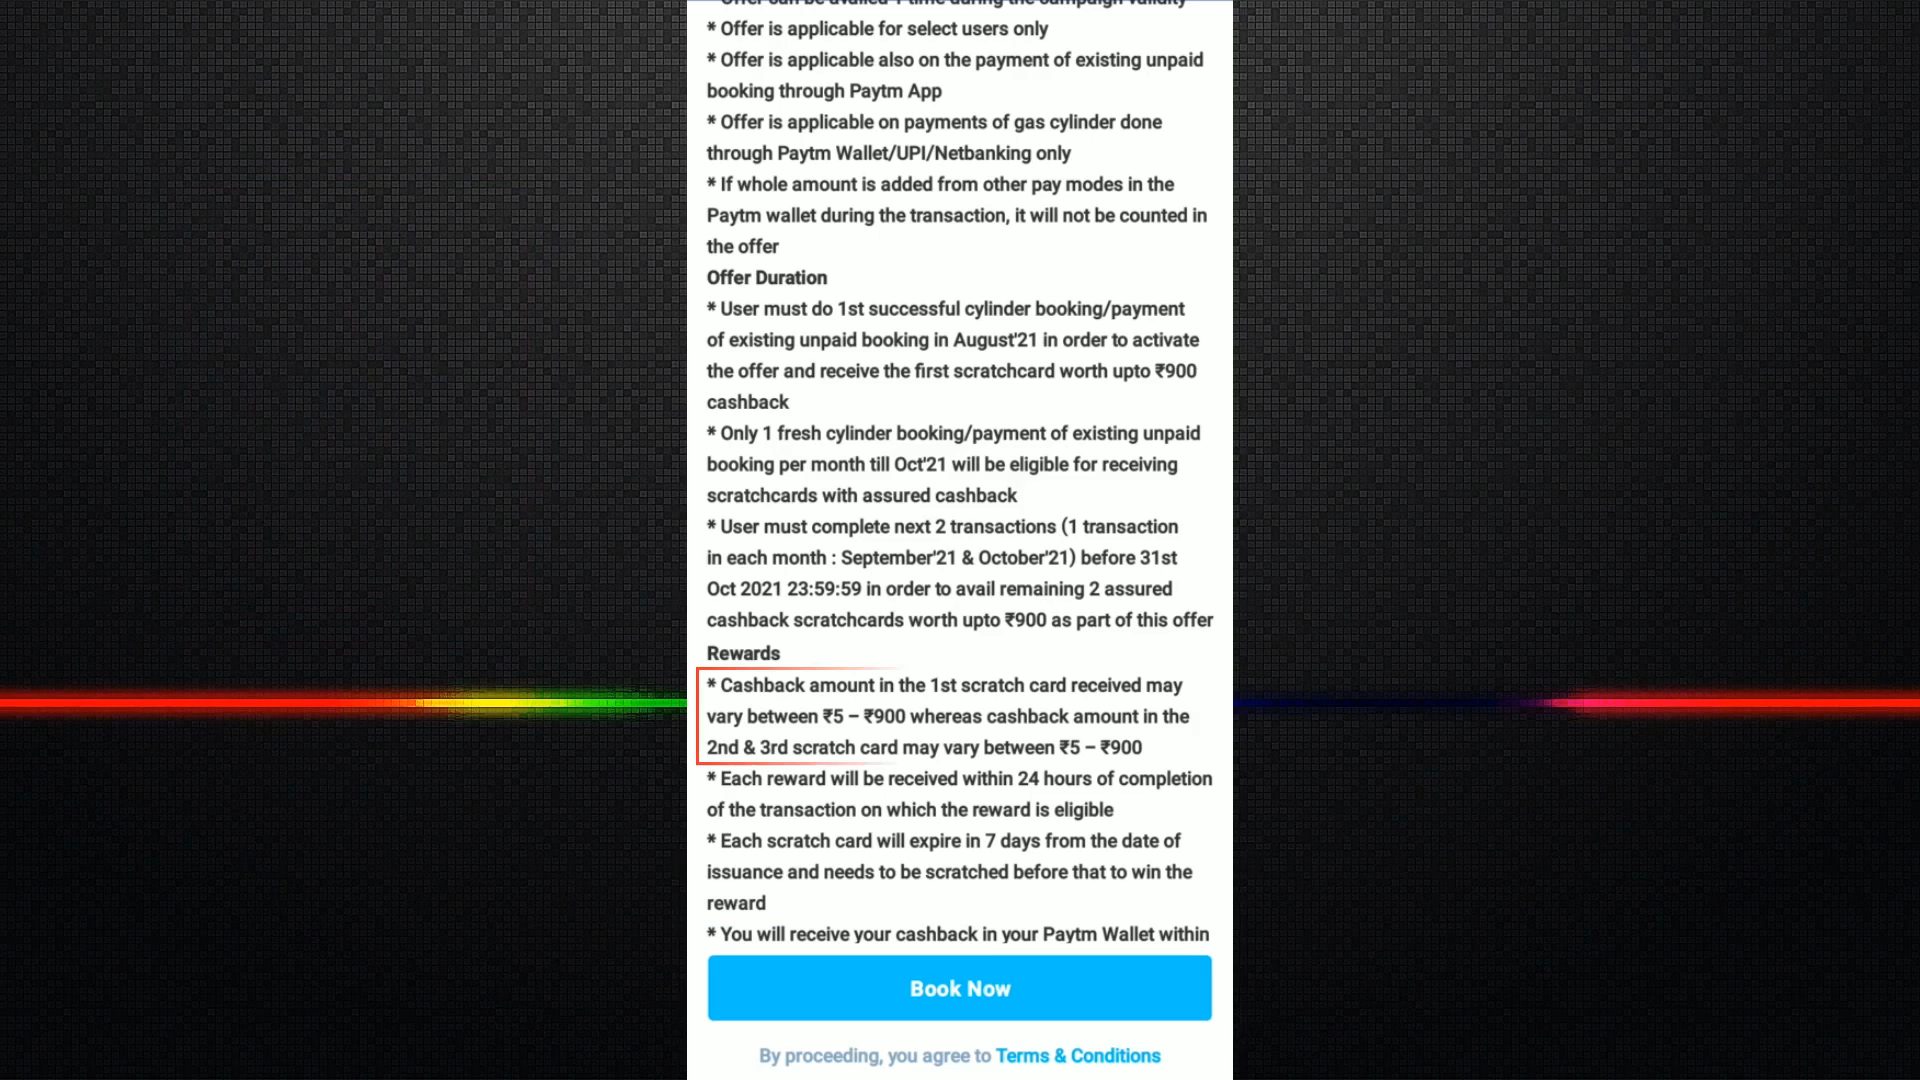 * Offer can be availed 1 time during the campaign validity
* Offer is applicable for select users only
* Offer is applicable also on the payment of existing unpaid
booking through Paytm App
* Offer is applicable on payments of gas cylinder done
through Paytm Wallet/UPI/Netbanking only
* If whole amount is added from other pay modes in the
Paytm wallet during the transaction, it will not be counted in
the offer
Offer Duration
* User must do 1st successful cylinder booking/payment
of existing unpaid booking in August'21 in order to activate
the offer and receive the first scratchcard worth upto ₹900
cashback
* Only 1 fresh cylinder booking/payment of existing unpaid
booking per month till Oct'21 will be eligible for receiving
scratchcards with assured cashback
* User must complete next 2 transactions (1 transaction
in each month : September'21 & October'21) before 31st
Oct 2021 23:59:59 in order to avail remaining 2 assured
cashback scratchcards worth upto ₹900 as part of this offer
Rewards
* Cashback amount in the 1st scratch card received may
vary between ₹5 – ₹900 whereas cashback amount in the
2nd & 3rd scratch card may vary between ₹5 – ₹900
* Each reward will be received within 24 hours of completion
of the transaction on which the reward is eligible
* Each scratch card will expire in 7 days from the date of
issuance and needs to be scratched before that to win the
reward
* You will receive your cashback in your Paytm Wallet within
Book Now
By proceeding, you agree to Terms & Conditions